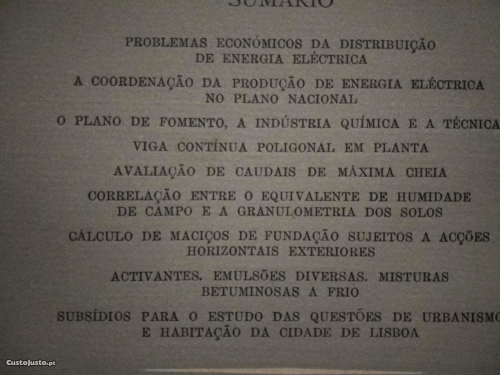 SUMÁRIO
PROBLEMAS ECONÓMICOS DA DISTRIBUIÇÃO
DE ENERGIA ELÉCTRICA
A COORDENAÇÃO DA PRODUÇÃO DE ENERGIA ELÉCTRICA
NO PLANO NACIONAL
O PLANO DE FOMENTO, A INDÚSTRIA QUÍMICA E A TÉCNICA
VIGA CONTÍNUA POLIGONAL EM PLANTA
AVALIAÇÃO DE CAUDAIS DE MÁXIMA CHEIA
CORRELAÇÃO ENTRE O EQUIVALENTE DE HUMIDADE
DE CAMPO E A GRANULOMETRIA DOS SOLOS
CÁLCULO DE MACIÇOS DE FUNDAÇÃO SUJEITOS A ACÇÕES
HORIZONTAIS EXTERIORES
ACTIVANTES. EMULSÕES DIVERSAS. MISTURAS
BETUMINOSAS A FRIO
SUBSÍDIOS PARA O ESTUDO DAS QUESTÕES DE URBANISMO
E HABITAÇÃO DA CIDADE DE LISBOA
CustoJusto.pt